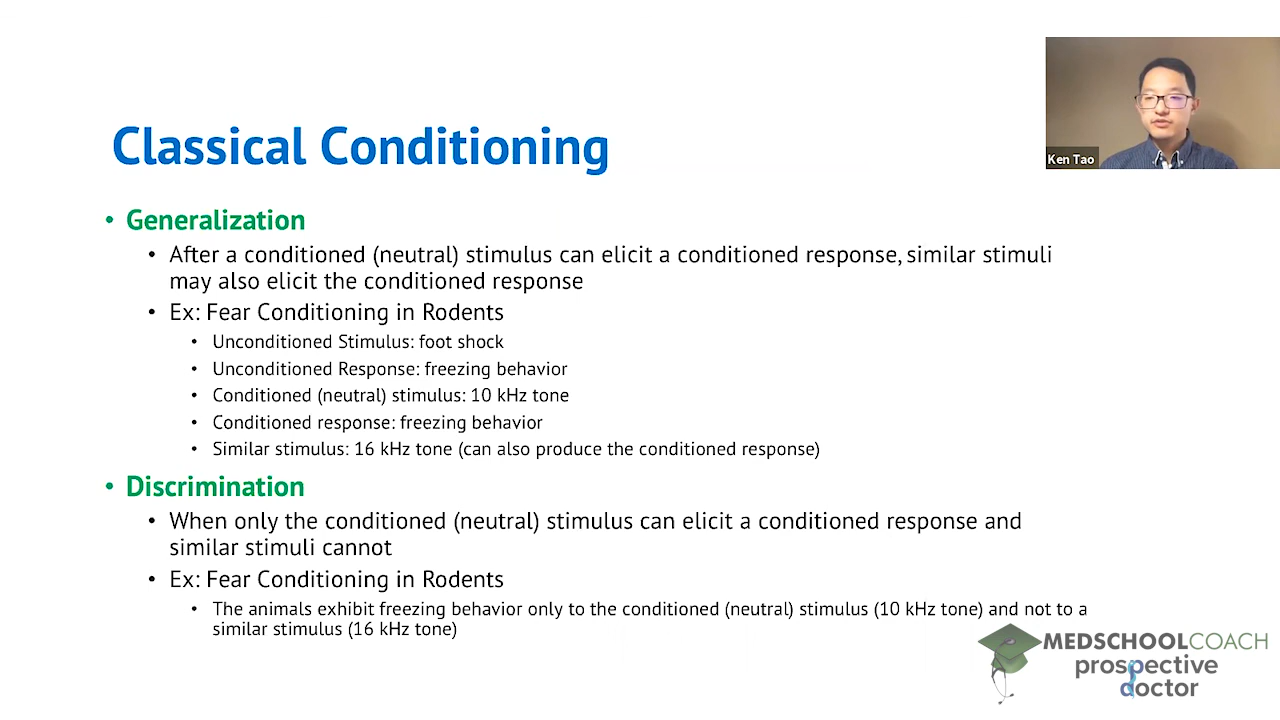 Classical Conditioning
Ken Tao
• Generalization
• After a conditioned (neutral) stimulus can elicit a conditioned response, similar stimuli
may also elicit the conditioned response
• Ex: Fear Conditioning in Rodents
• Unconditioned Stimulus: foot shock
• Unconditioned Response: freezing behavior
• Conditioned (neutral) stimulus: 10 kHz tone
• Conditioned response: freezing behavior
• Similar stimulus: 16 kHz tone (can also produce the conditioned response)
• Discrimination
• When only the conditioned (neutral) stimulus can elicit a conditioned response and
similar stimuli cannot
• Ex: Fear Conditioning in Rodents
• The animals exhibit freezing behavior only to the conditioned (neutral) stimulus (10 kHz tone) and not to a
similar stimulus (16 kHz tone)
MEDSCHOOLCOACH
prospective
doctor